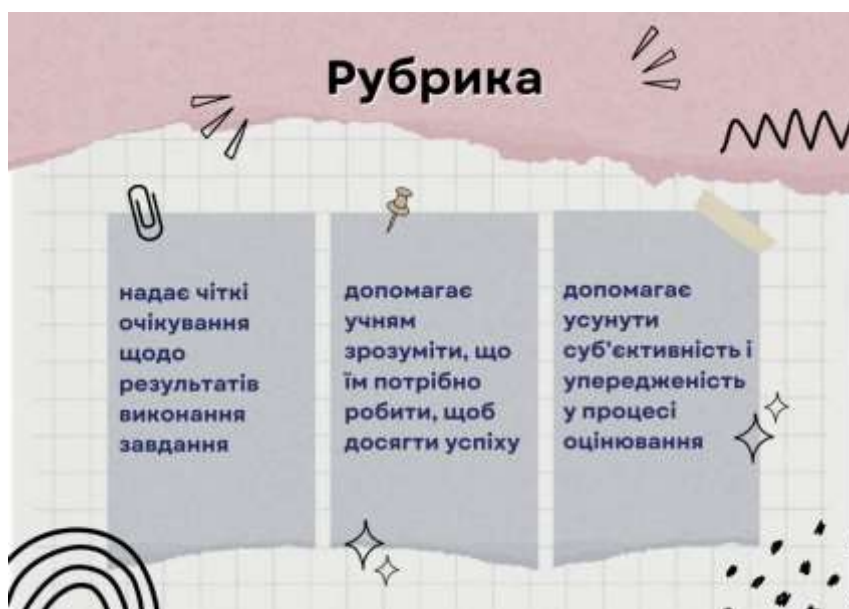 Рубрика
надає чіткі
очікування
щодо
результатів
виконання
завдання
допомагає
учням
зрозуміти, що
їм потрібно
робити, щоб
досягти успіху
допомагає
усунути
суб'єктивність і
упередженість
у процесі
оцінювання